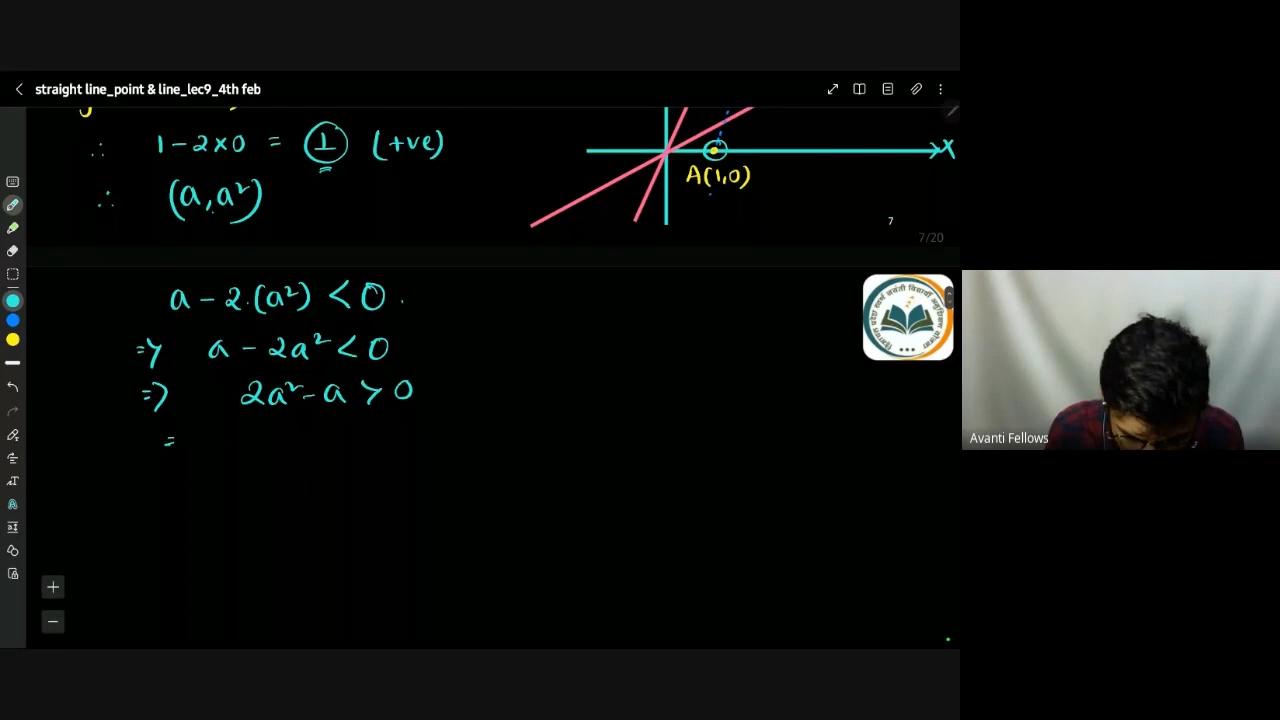 straight line_point & line_lec9_4th feb
∴ 1 - 2×0 = 1 (+ve)
∴ (a, a²)
X
A(1,0)
7
7/20
a - 2.(a²) < 0.
=> a - 2a² < 0
=> 2a² - a > 0
=
Avanti Fellows